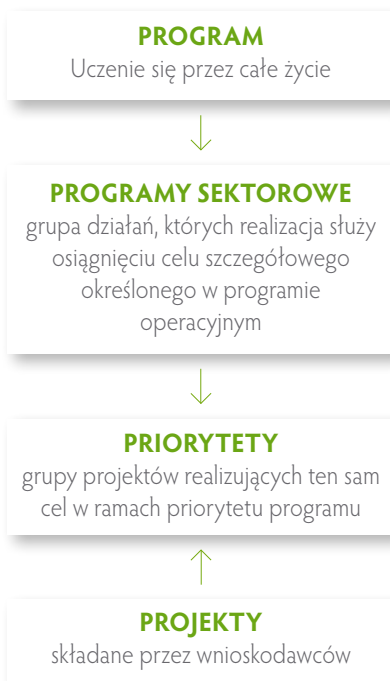 PROGRAM
Uczenie się przez całe życie
PROGRAMY SEKTOROWE
grupa działań, których realizacja służy
osiągnięciu celu szczegółowego
określonego w programie
operacyjnym
PRIORYTETY
grupy projektów realizujących ten sam
cel w ramach priorytetu programu
PROJEKTY
składane przez wnioskodawców